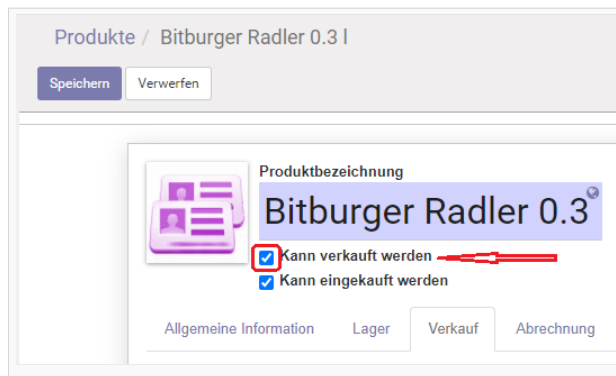 Produkte / Bitburger Radler 0.3 l
Speichern Verwerfen
Produktbezeichnung
Bitburger Radler 0.3
Kann verkauft werden
Kann eingekauft werden
Allgemeine Information Lager Verkauf Abrechnung